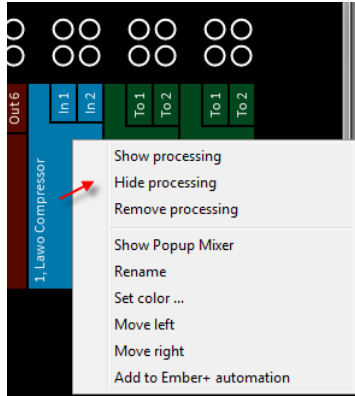 Out 6
1, Lawo Compressor
In 1
In 2
To 1
To 2
To 1
To 2
Show processing
Hide processing
Remove processing
Show Popup Mixer
Rename
Set color ...
Move left
Move right
Add to Ember+ automation